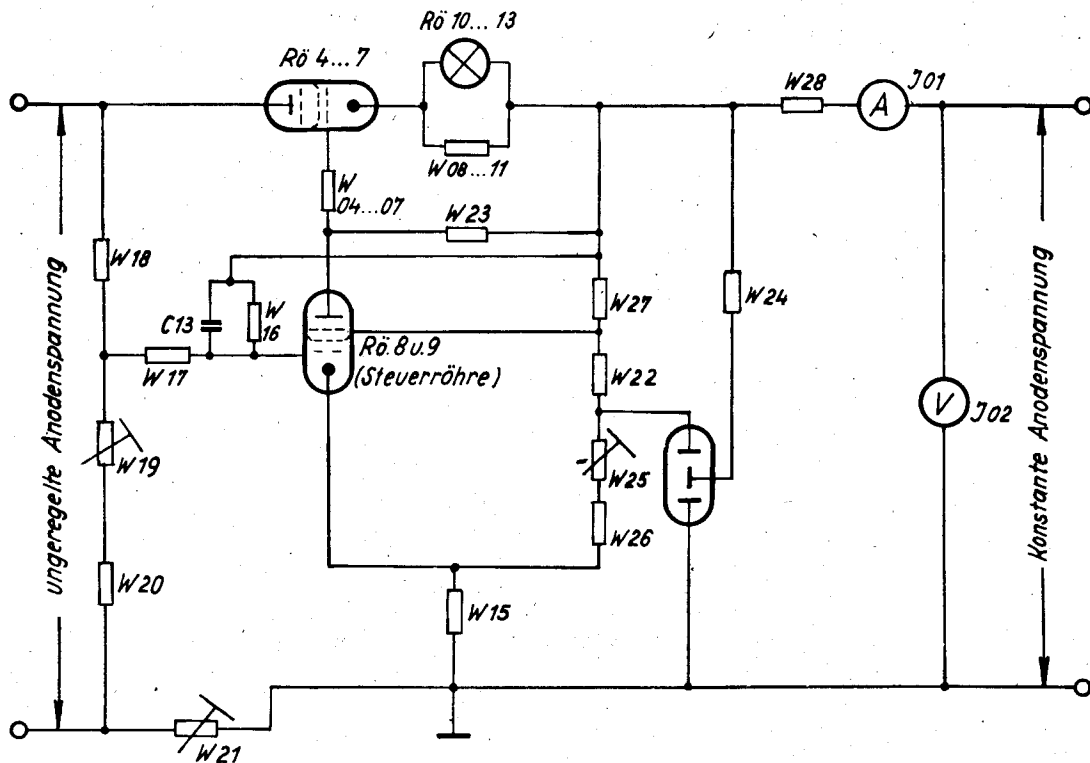 Rö 10...13
Rö 4...7
W28
J01
A
W08...11
W
04...07
W23
W18
W27
W24
C13
W
16
W17
Rö. 8 u. 9
(Steuerröhre)
W22
V
J02
W19
W25
W26
W20
W15
W21
ungeregelte Anodenspannung
Konstante Anodenspannung